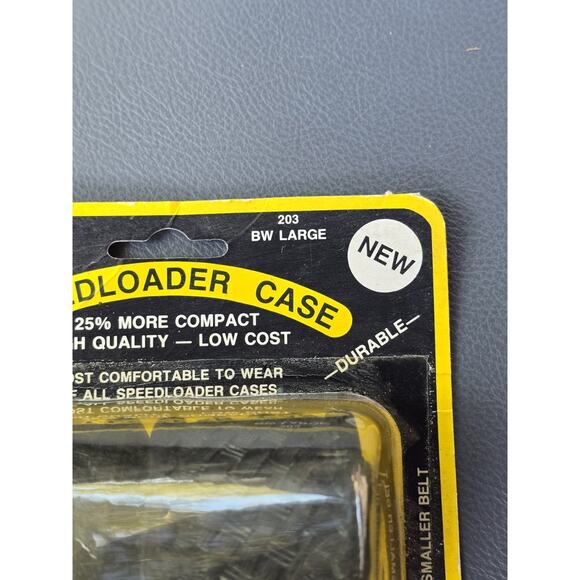 203
BW LARGE
NEW
EDLOADER CASE
25% MORE COMPACT
H QUALITY — LOW COST
—DURABLE—
OST COMFORTABLE TO WEAR
F ALL SPEEDLOADER CASES
SMALLER BELT